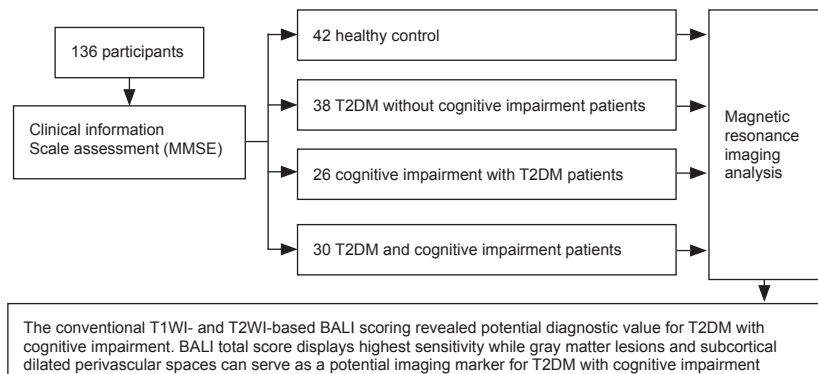 136 participants
Clinical information
Scale assessment (MMSE)
42 healthy control
38 T2DM without cognitive impairment patients
26 cognitive impairment with T2DM patients
30 T2DM and cognitive impairment patients
Magnetic
resonance
imaging
analysis
The conventional T1WI- and T2WI-based BALI scoring revealed potential diagnostic value for T2DM with
cognitive impairment. BALI total score displays highest sensitivity while gray matter lesions and subcortical
dilated perivascular spaces can serve as a potential imaging marker for T2DM with cognitive impairment